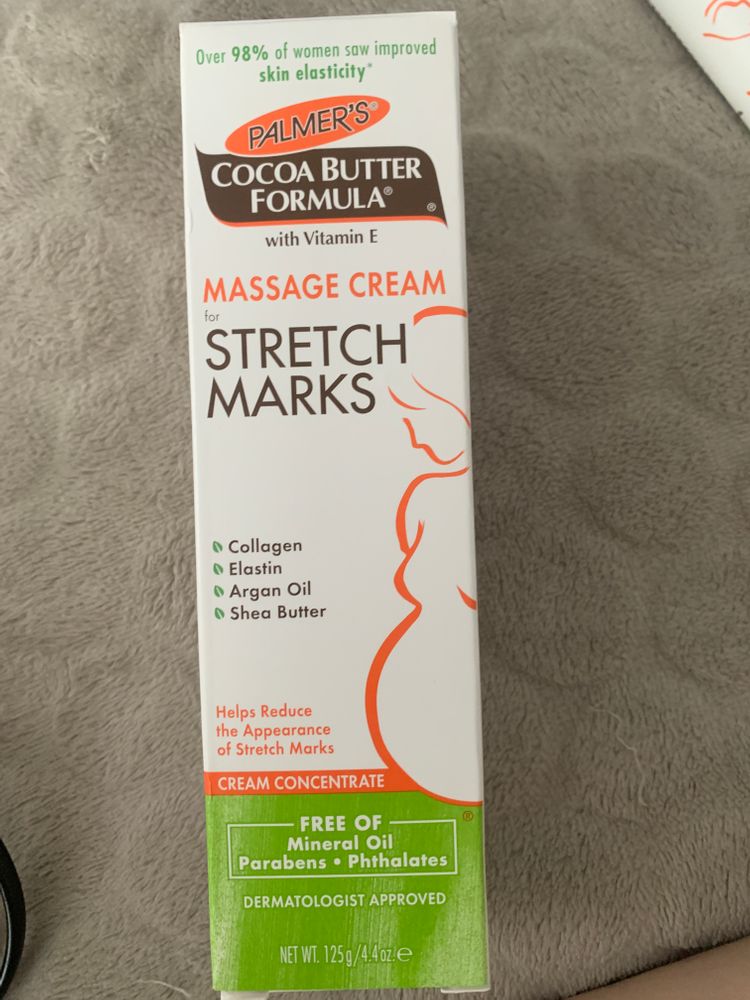 Over 98% of women saw improved
skin elasticity*
PALMER'S®
COCOA BUTTER
FORMULA®
®
with Vitamin E
MASSAGE CREAM
for
STRETCH
MARKS
Collagen
Elastin
Argan Oil
Shea Butter
Helps Reduce
the Appearance
of Stretch Marks
CREAM CONCENTRATE
®
FREE OF
Mineral Oil
Parabens • Phthalates
DERMATOLOGIST APPROVED
NET WT. 125g/4.4oz.℮